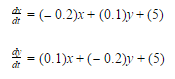 dx/dt = (− 0.2)x + (0.1)y + (5)
dy/dt = (0.1)x + (− 0.2)y + (5)